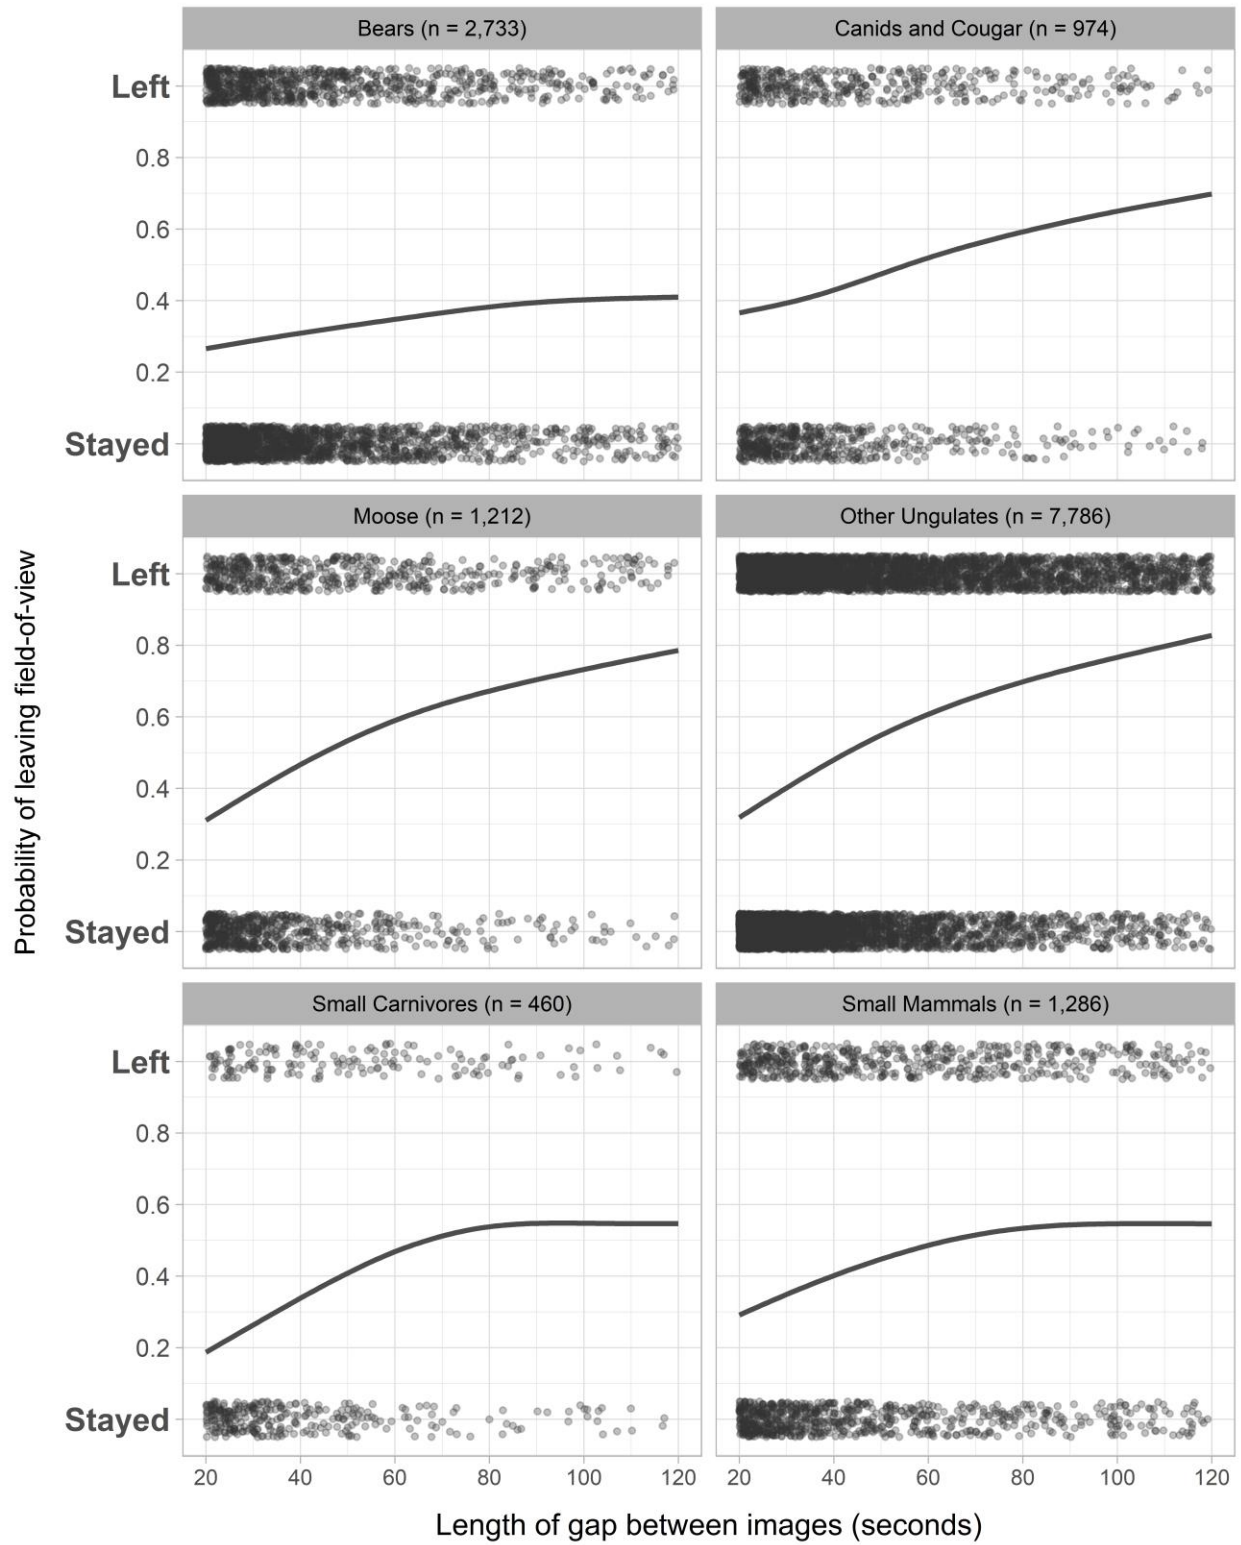 Bears (n = 2,733)
Canids and Cougar (n = 974)
Left
0.8
0.6
0.4
0.2
Stayed
Moose (n = 1,212)
Other Ungulates (n = 7,786)
Left
0.8
0.6
0.4
0.2
Stayed
Probability of leaving field-of-view
Small Carnivores (n = 460)
Small Mammals (n = 1,286)
Left
0.8
0.6
0.4
0.2
Stayed
20 40 60 80 100 120 20 40 60 80 100 120
Length of gap between images (seconds)